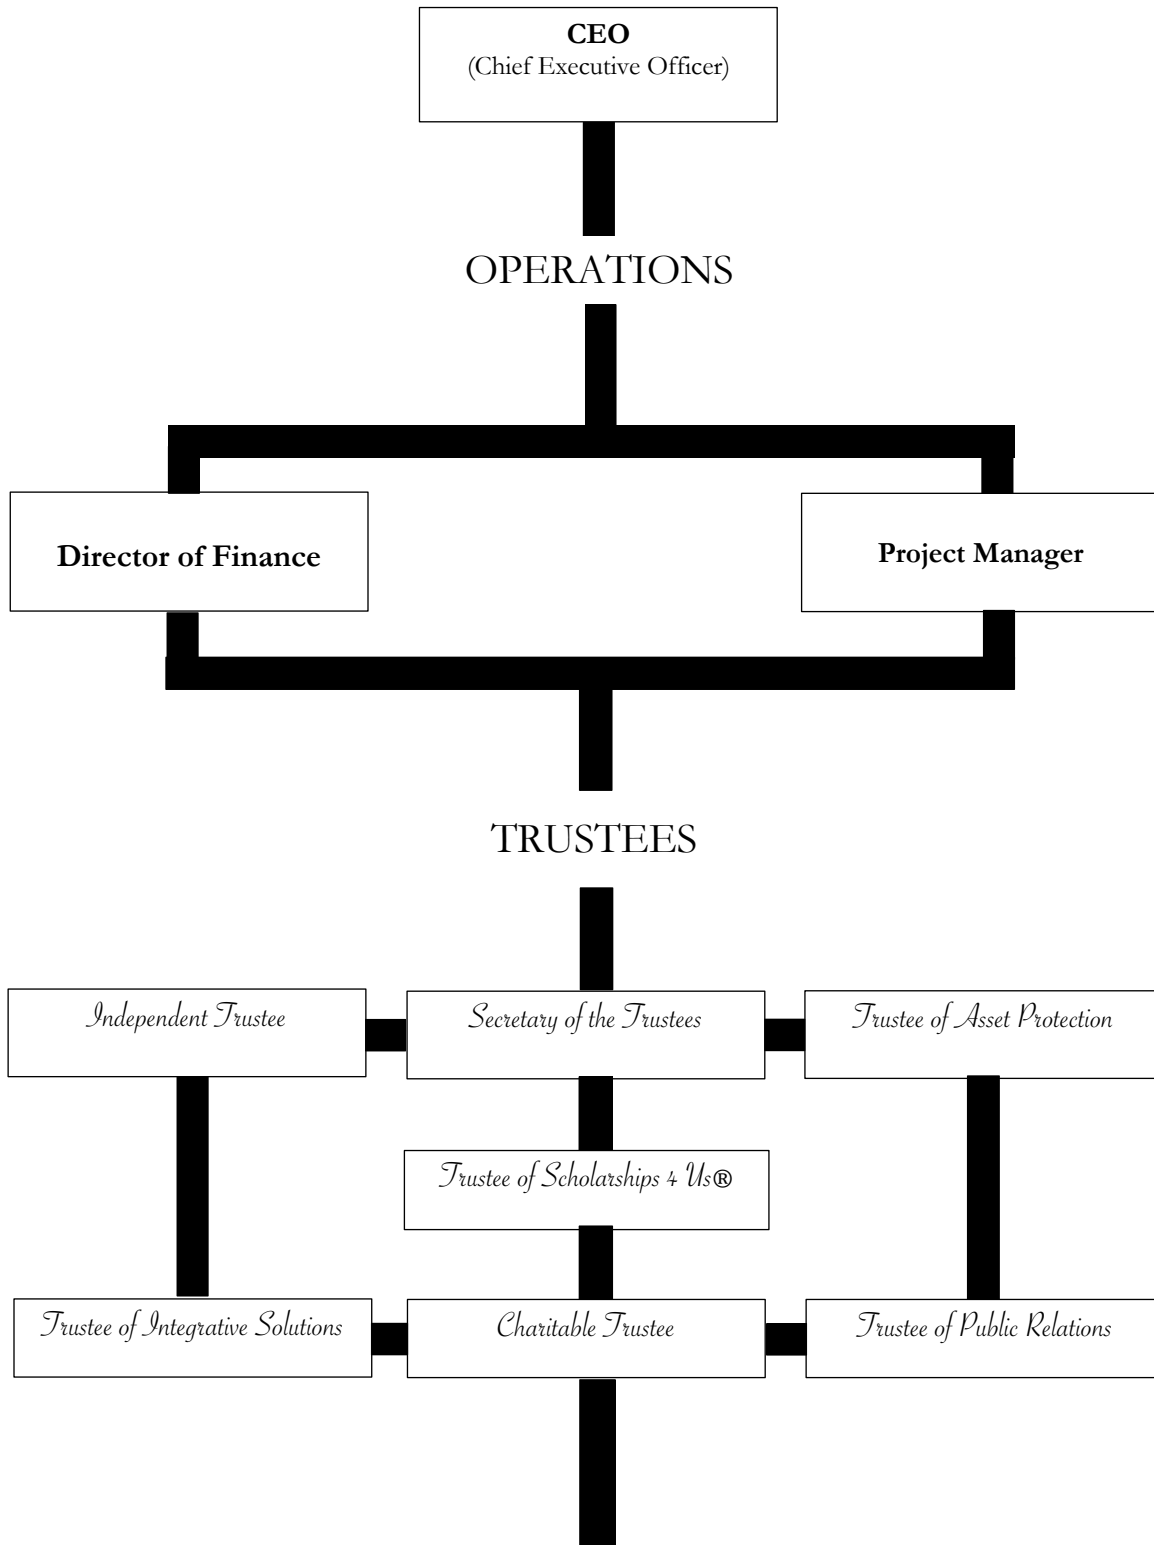 CEO
(Chief Executive Officer)
OPERATIONS
Director of Finance
Project Manager
TRUSTEES
Independent Trustee
Secretary of the Trustees
Trustee of Asset Protection
Trustee of Scholarships 4 Us®
Trustee of Integrative Solutions
Charitable Trustee
Trustee of Public Relations